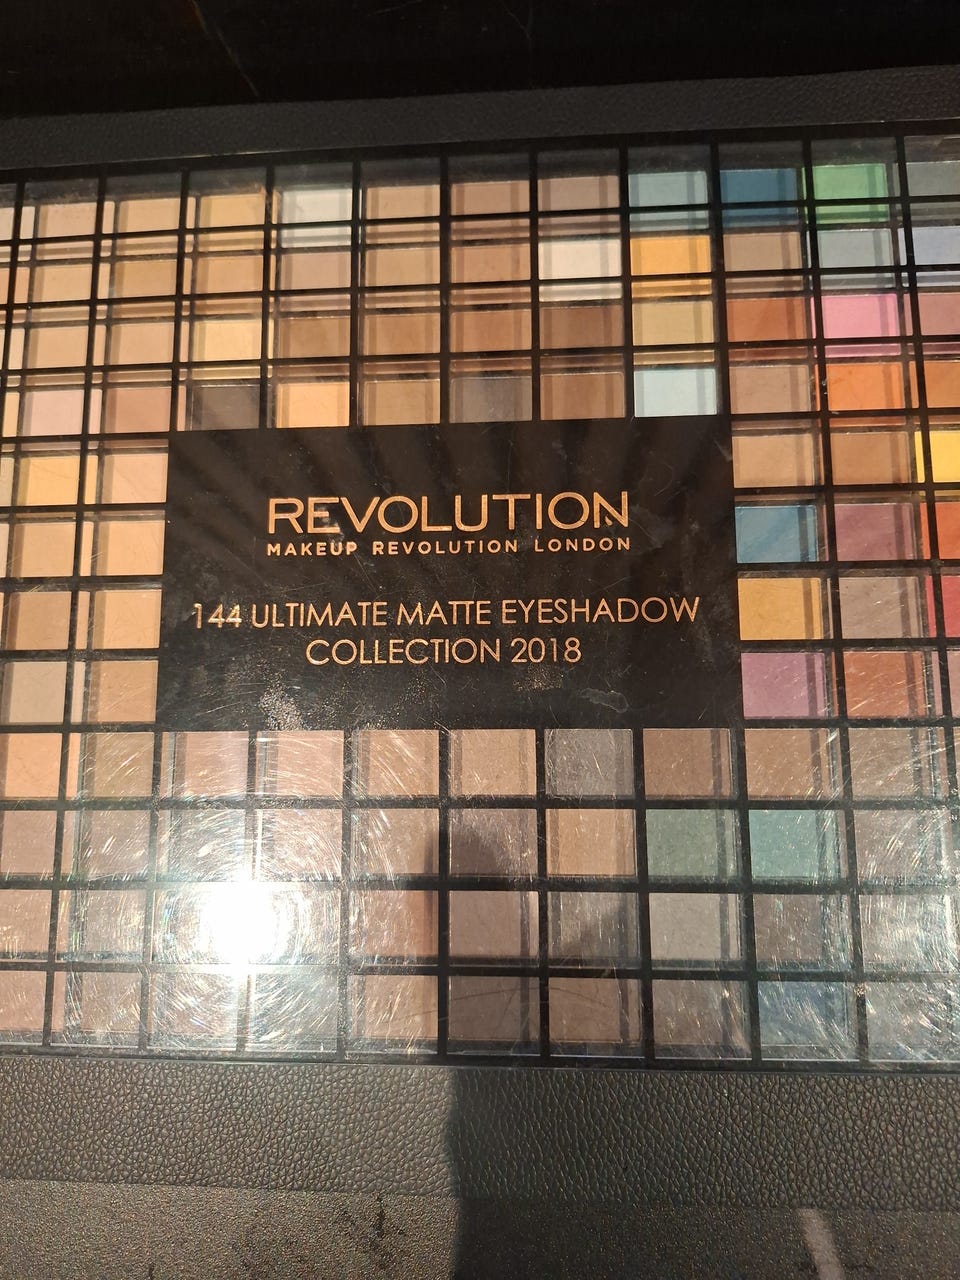 REVOLUTION
MAKEUP REVOLUTION LONDON
144 ULTIMATE MATTE EYESHADOW
COLLECTION 2018